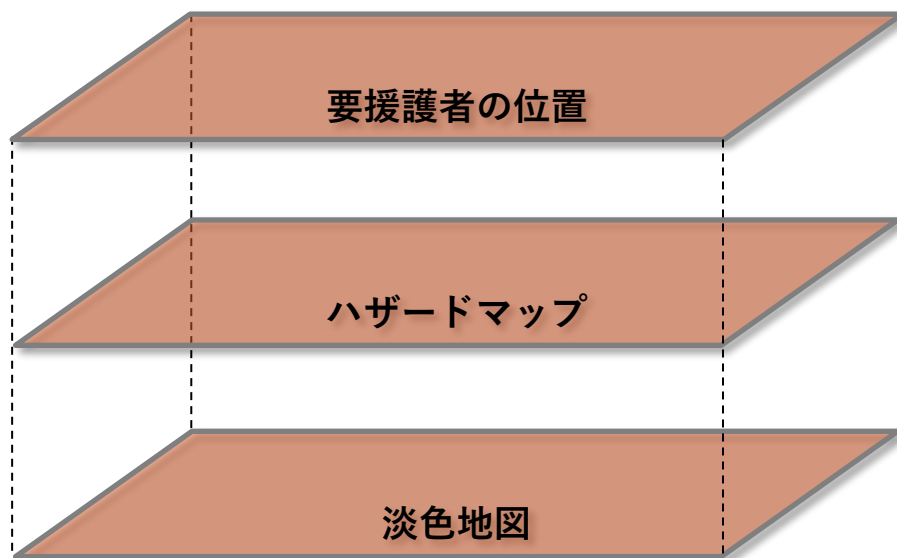 要援護者の位置
ハザードマップ
淡色地図